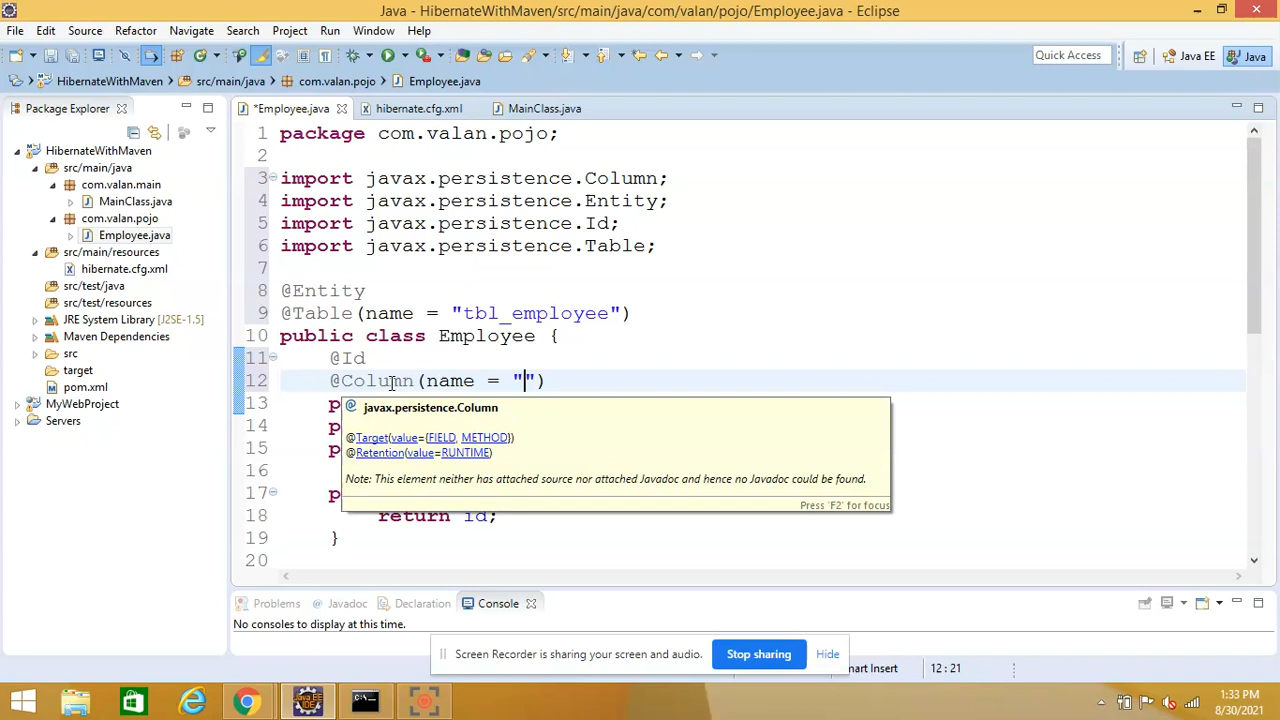 Java - HibernateWithMaven/src/main/java/com/valan/pojo/Employee.java - Eclipse
File Edit Source Refactor Navigate Search Project Run Window Help
Quick Access
Java EE
Java
HibernateWithMaven
src/main/java
com.valan.pojo
Employee.java
Package Explorer
HibernateWithMaven
src/main/java
com.valan.main
MainClass.java
com.valan.pojo
Employee.java
src/main/resources
hibernate.cfg.xml
src/test/java
src/test/resources
JRE System Library [J2SE-1.5]
Maven Dependencies
src
target
pom.xml
MyWebProject
Servers
*Employee.java
hibernate.cfg.xml
MainClass.java
1 package com.valan.pojo;
2
3 import javax.persistence.Column;
4 import javax.persistence.Entity;
5 import javax.persistence.Id;
6 import javax.persistence.Table;
7
8 @Entity
9 @Table(name = "tbl_employee")
10 public class Employee {
11 @Id
12 @Column(name = "")
13 p
14 p
15 p
16
17 p
18 return id;
19 }
20
javax.persistence.Column
@Target(value={FIELD, METHOD})
@Retention(value=RUNTIME)
Note: This element neither has attached source nor attached Javadoc and hence no Javadoc could be found.
Press 'F2' for focus
Problems
Javadoc
Declaration
Console
No consoles to display at this time.
Screen Recorder is sharing your screen and audio.
Stop sharing
Hide
mart Insert
12 : 21
1:33 PM
8/30/2021